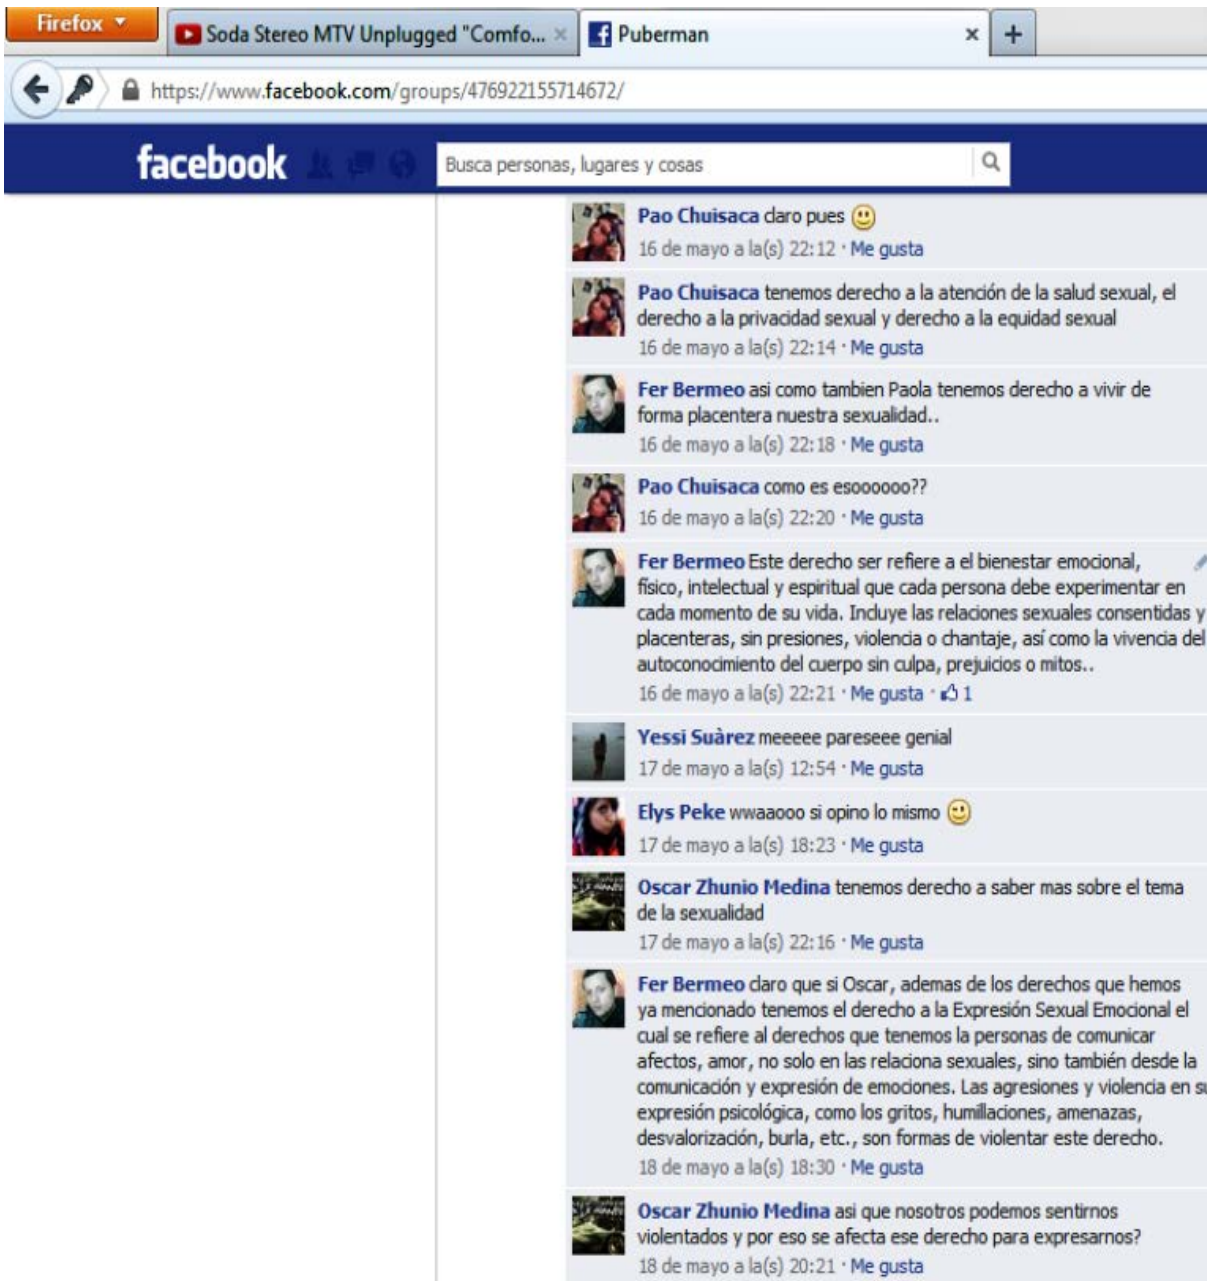 Firefox
Soda Stereo MTV Unplugged "Comfo...
Puberman
https://www.facebook.com/groups/476922155714672/
facebook
Busca personas, lugares y cosas
Pao Chuisaca claro pues
16 de mayo a la(s) 22:12 · Me gusta
Pao Chuisaca tenemos derecho a la atención de la salud sexual, el
derecho a la privacidad sexual y derecho a la equidad sexual
16 de mayo a la(s) 22:14 · Me gusta
Fer Bermeo asi como tambien Paola tenemos derecho a vivir de
forma placentera nuestra sexualidad..
16 de mayo a la(s) 22:18 · Me gusta
Pao Chuisaca como es esoooooo??
16 de mayo a la(s) 22:20 · Me gusta
Fer Bermeo Este derecho ser refiere a el bienestar emocional,
físico, intelectual y espiritual que cada persona debe experimentar en
cada momento de su vida. Incluye las relaciones sexuales consentidas y
placenteras, sin presiones, violencia o chantaje, así como la vivencia del
autoconocimiento del cuerpo sin culpa, prejuicios o mitos..
16 de mayo a la(s) 22:21 · Me gusta · 1
Yessi Suàrez meeeee pareseee genial
17 de mayo a la(s) 12:54 · Me gusta
Elys Peke wwaaooo si opino lo mismo
17 de mayo a la(s) 18:23 · Me gusta
Oscar Zhunio Medina tenemos derecho a saber mas sobre el tema
de la sexualidad
17 de mayo a la(s) 22:16 · Me gusta
Fer Bermeo claro que si Oscar, ademas de los derechos que hemos
ya mencionado tenemos el derecho a la Expresión Sexual Emocional el
cual se refiere al derechos que tenemos la personas de comunicar
afectos, amor, no solo en las relaciona sexuales, sino también desde la
comunicación y expresión de emociones. Las agresiones y violencia en su
expresión psicológica, como los gritos, humillaciones, amenazas,
desvalorización, burla, etc., son formas de violentar este derecho.
18 de mayo a la(s) 18:30 · Me gusta
Oscar Zhunio Medina asi que nosotros podemos sentirnos
violentados y por eso se afecta ese derecho para expresarnos?
18 de mayo a la(s) 20:21 · Me gusta